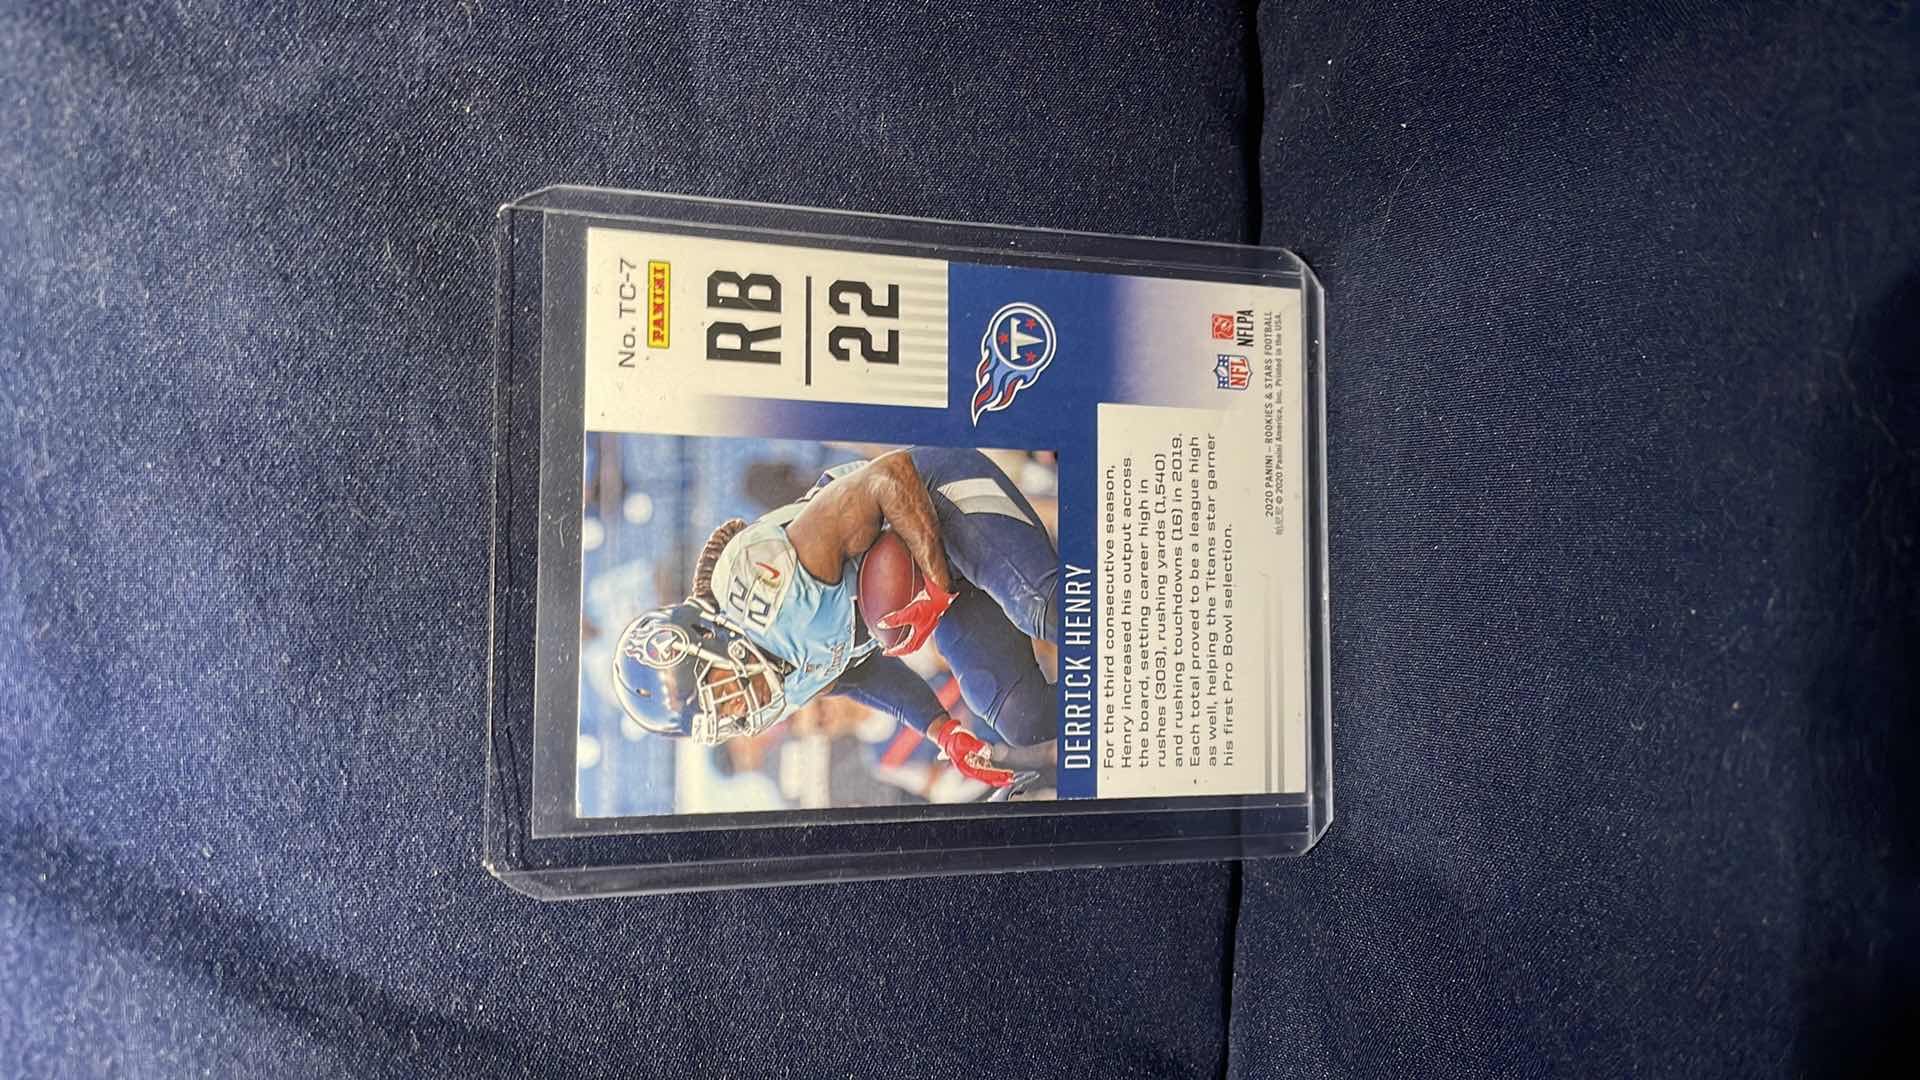 No. TC-7
PANINI
RB
22
DERRICK HENRY
For the third consecutive season,
Henry increased his output across
the board, setting career high in
rushes (303), rushing yards (1,540)
and rushing touchdowns (16) in 2019.
Each total proved to be a league high
as well, helping the Titans star garner
his first Pro Bowl selection.
NFL
NFLPA
2020 PANINI – ROOKIES & STARS FOOTBALL
© 2020 Panini America, Inc. Printed in the USA.
22
T